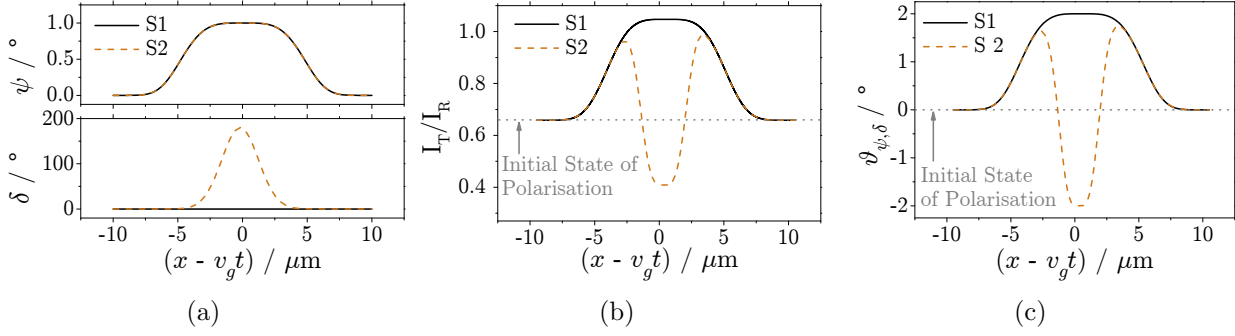 1.0
0.5
0.0
ψ / °
S1
S2
200
100
0
δ / °
-10 -5 0 5 10
(x - v_g t) / μm
(a)
1.0
0.8
0.6
0.4
I_T/I_R
S1
S2
Initial State of
Polarisation
-10 -5 0 5 10
(x - v_g t) / μm
(b)
2
1
0
-1
-2
ϑ_ψ,δ / °
S1
S 2
Initial State
of Polarisation
-10 -5 0 5 10
(x - v_g t) / μm
(c)